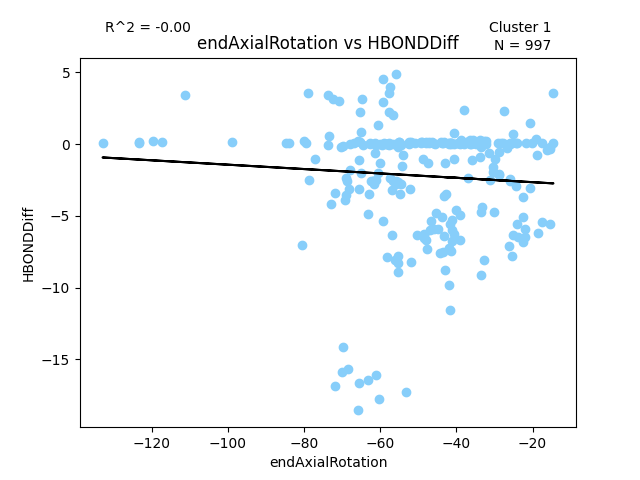 R^2 = -0.00
Cluster 1
endAxialRotation vs HBONDDiff
N = 997
5
0
−5
−10
−15
HBONDDiff
−120
−100
−80
−60
−40
−20
endAxialRotation